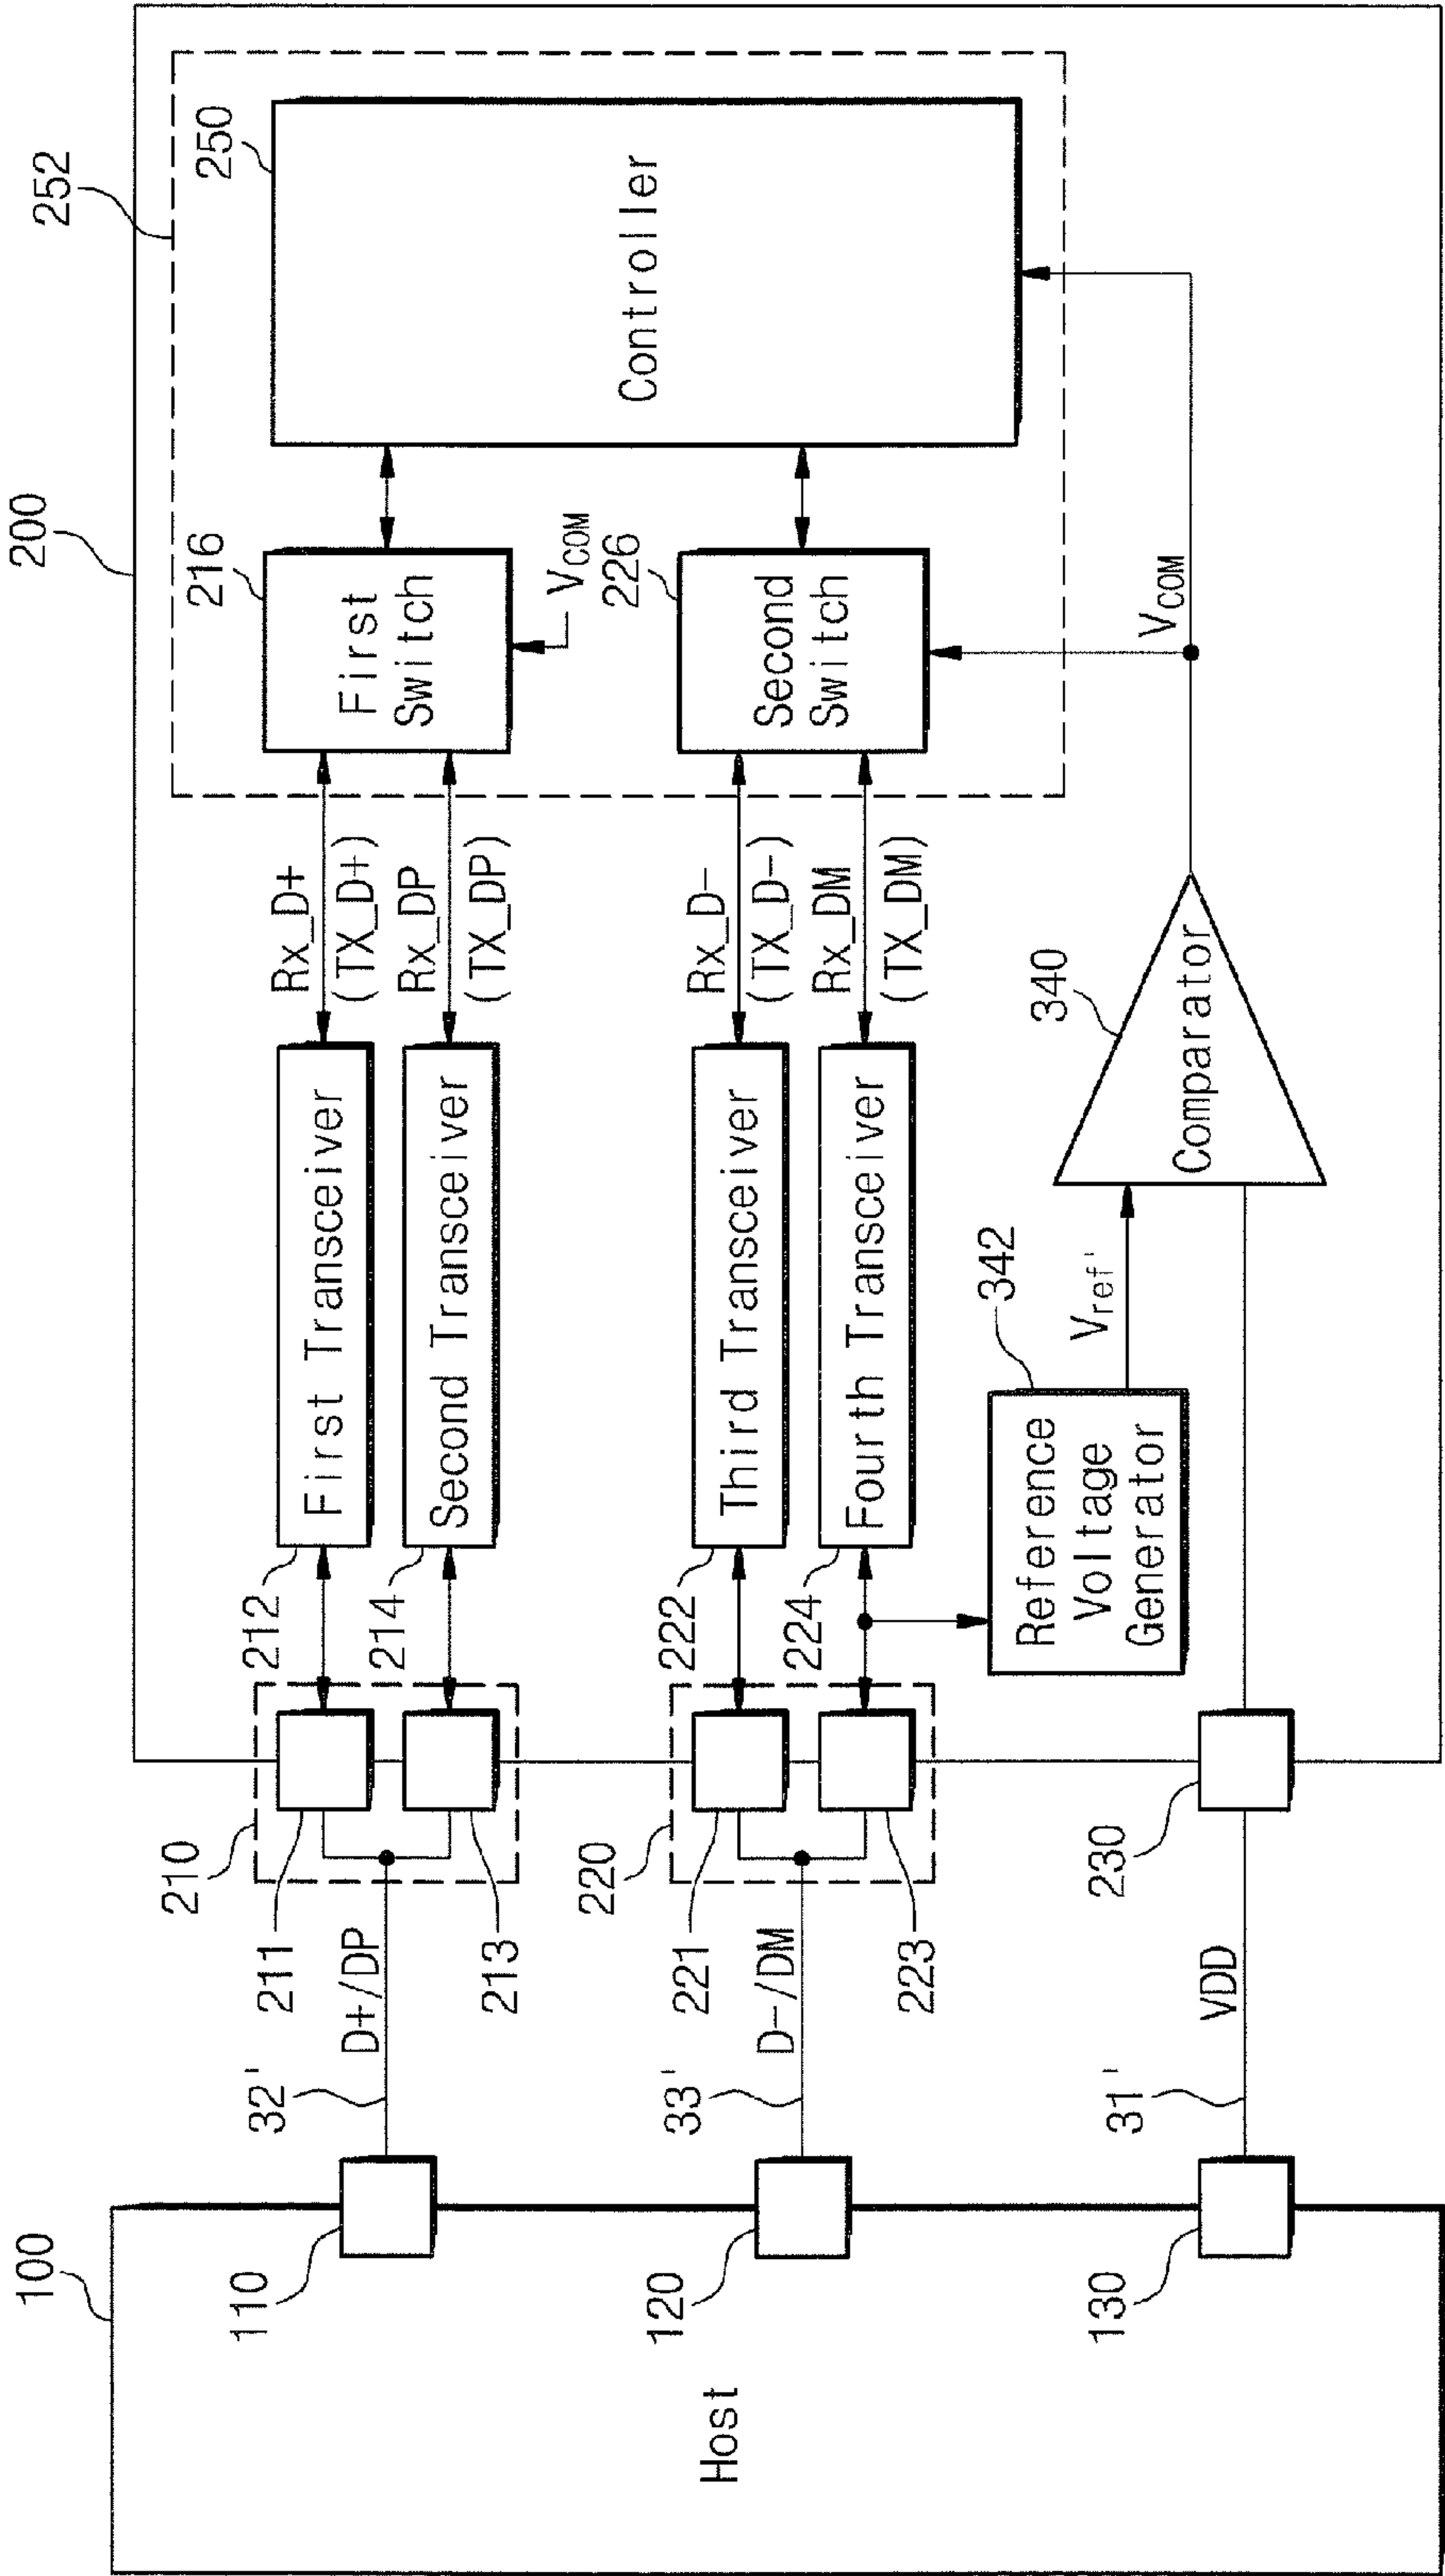 100
Host
110
120
130
32'
D+/DP
33'
D-/DM
31'
VDD
200
210
211
213
220
221
223
230
212
First Transceiver
214
Second Transceiver
222
Third Transceiver
224
Fourth Transceiver
Reference
Voltage
Generator
342
Vref'
340
Comparator
Rx_D+
(TX_D+)
Rx_DP
(TX_DP)
Rx_D-
(TX_D-)
Rx_DM
(TX_DM)
252
216
First
Switch
VCOM
226
Second
Switch
VCOM
250
Controller